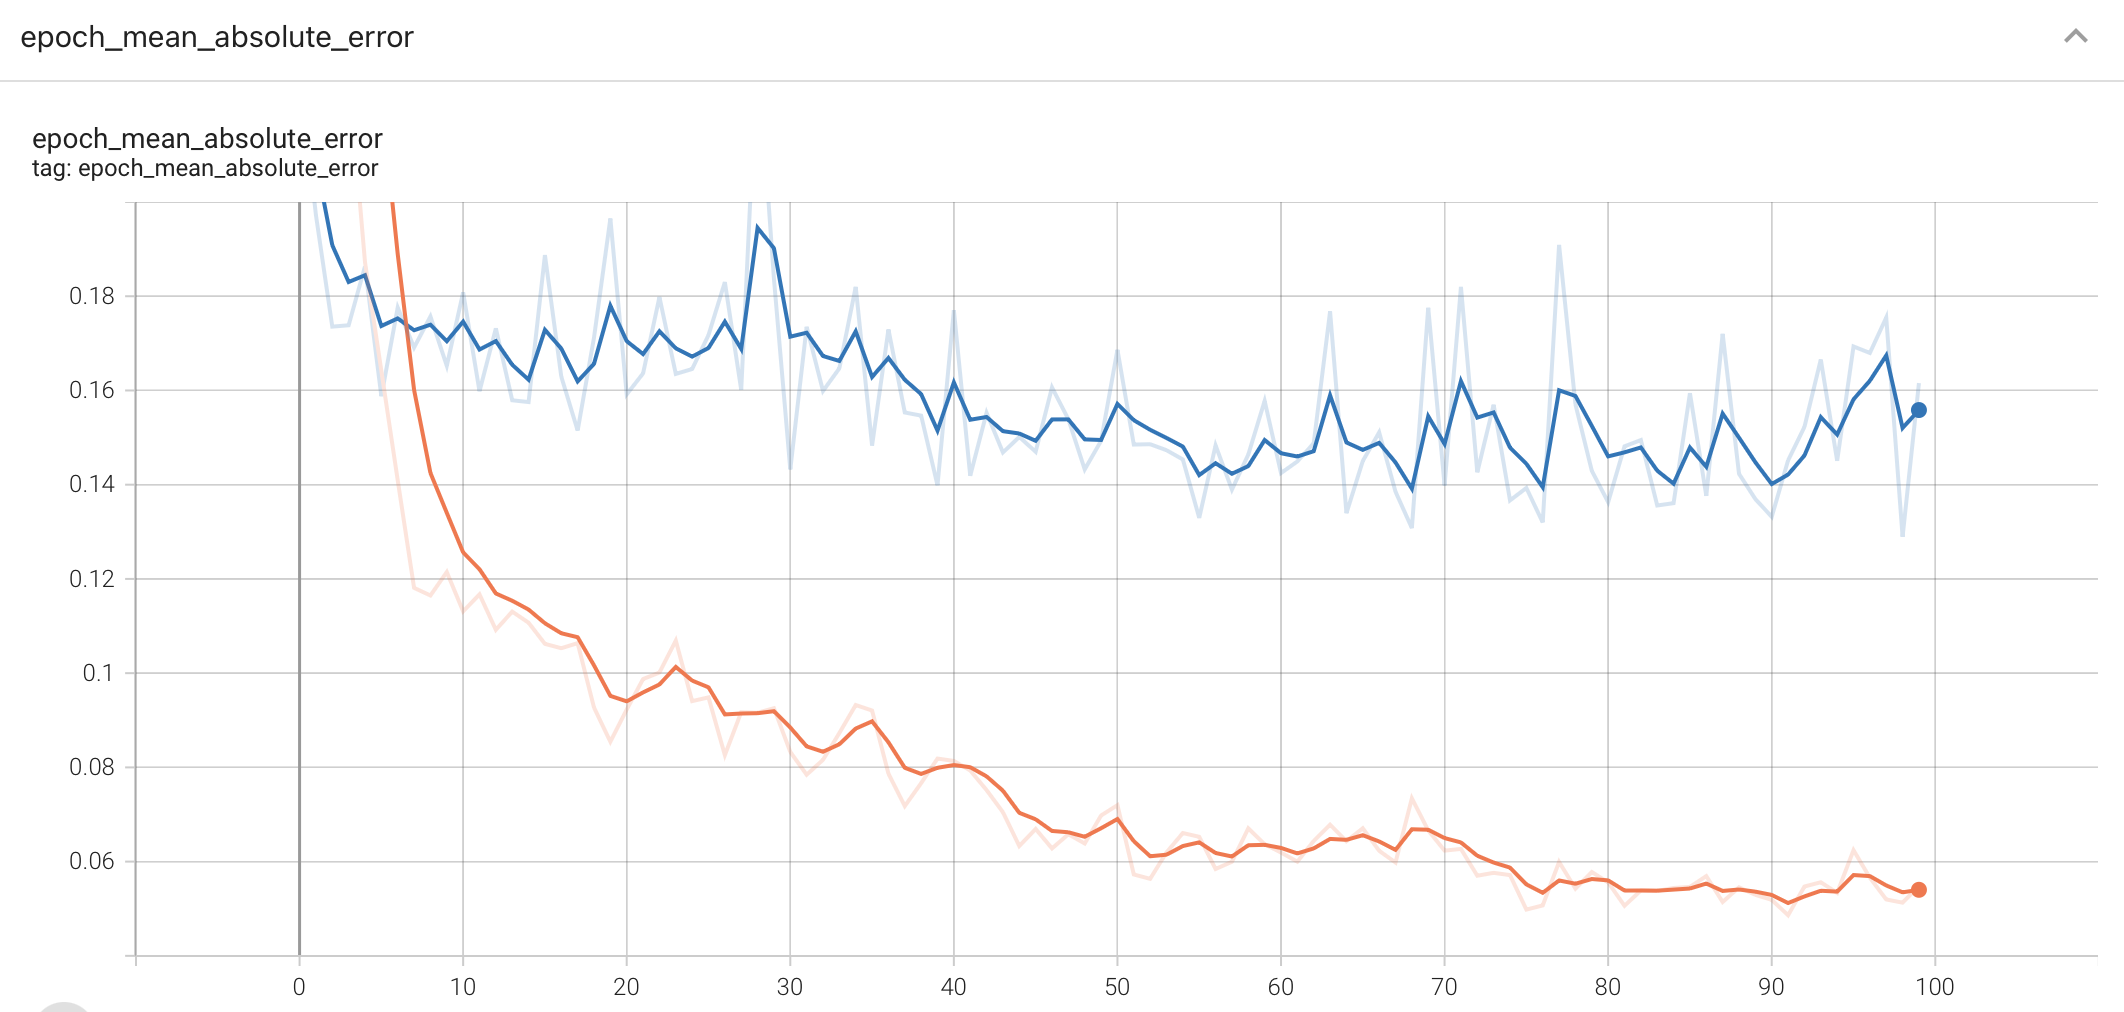 epoch_mean_absolute_error
epoch_mean_absolute_error
tag: epoch_mean_absolute_error
0.18
0.16
0.14
0.12
0.1
0.08
0.06
0 10 20 30 40 50 60 70 80 90 100